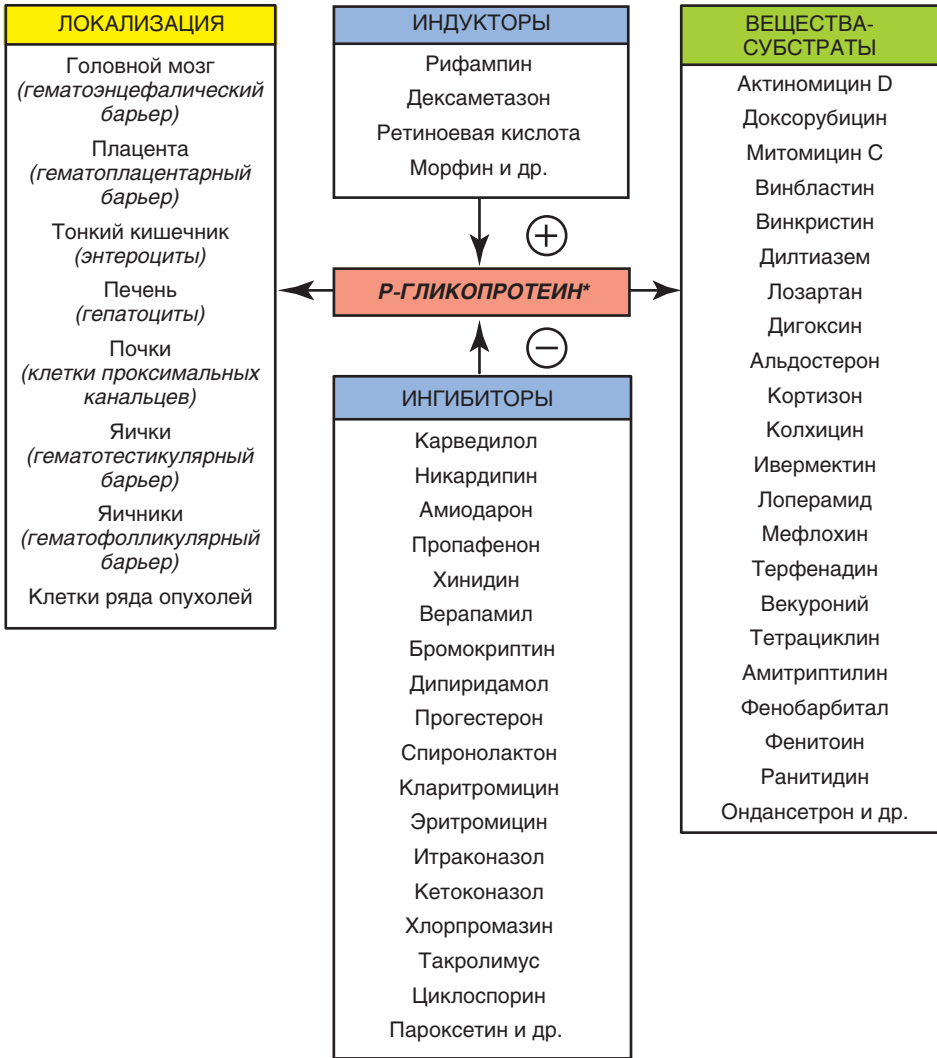 ЛОКАЛИЗАЦИЯ
Головной мозг
(гематоэнцефалический
барьер)
Плацента
(гематоплацентарный
барьер)
Тонкий кишечник
(энтероциты)
Печень
(гепатоциты)
Почки
(клетки проксимальных
канальцев)
Яички
(гематотестикулярный
барьер)
Яичники
(гематофолликулярный
барьер)
Клетки ряда опухолей
ИНДУКТОРЫ
Рифампин
Дексаметазон
Ретиноевая кислота
Морфин и др.
+
Р-ГЛИКОПРОТЕИН*
−
ИНГИБИТОРЫ
Карведилол
Никардипин
Амиодарон
Пропафенон
Хинидин
Верапамил
Бромокриптин
Дипиридамол
Прогестерон
Спиронолактон
Кларитромицин
Эритромицин
Итраконазол
Кетоконазол
Хлорпромазин
Такролимус
Циклоспорин
Пароксетин и др.
ВЕЩЕСТВА-
СУБСТРАТЫ
Актиномицин D
Доксорубицин
Митомицин С
Винбластин
Винкристин
Дилтиазем
Лозартан
Дигоксин
Альдостерон
Кортизон
Колхицин
Ивермектин
Лоперамид
Мефлохин
Терфенадин
Векуроний
Тетрациклин
Амитриптилин
Фенобарбитал
Фенитоин
Ранитидин
Ондансетрон и др.